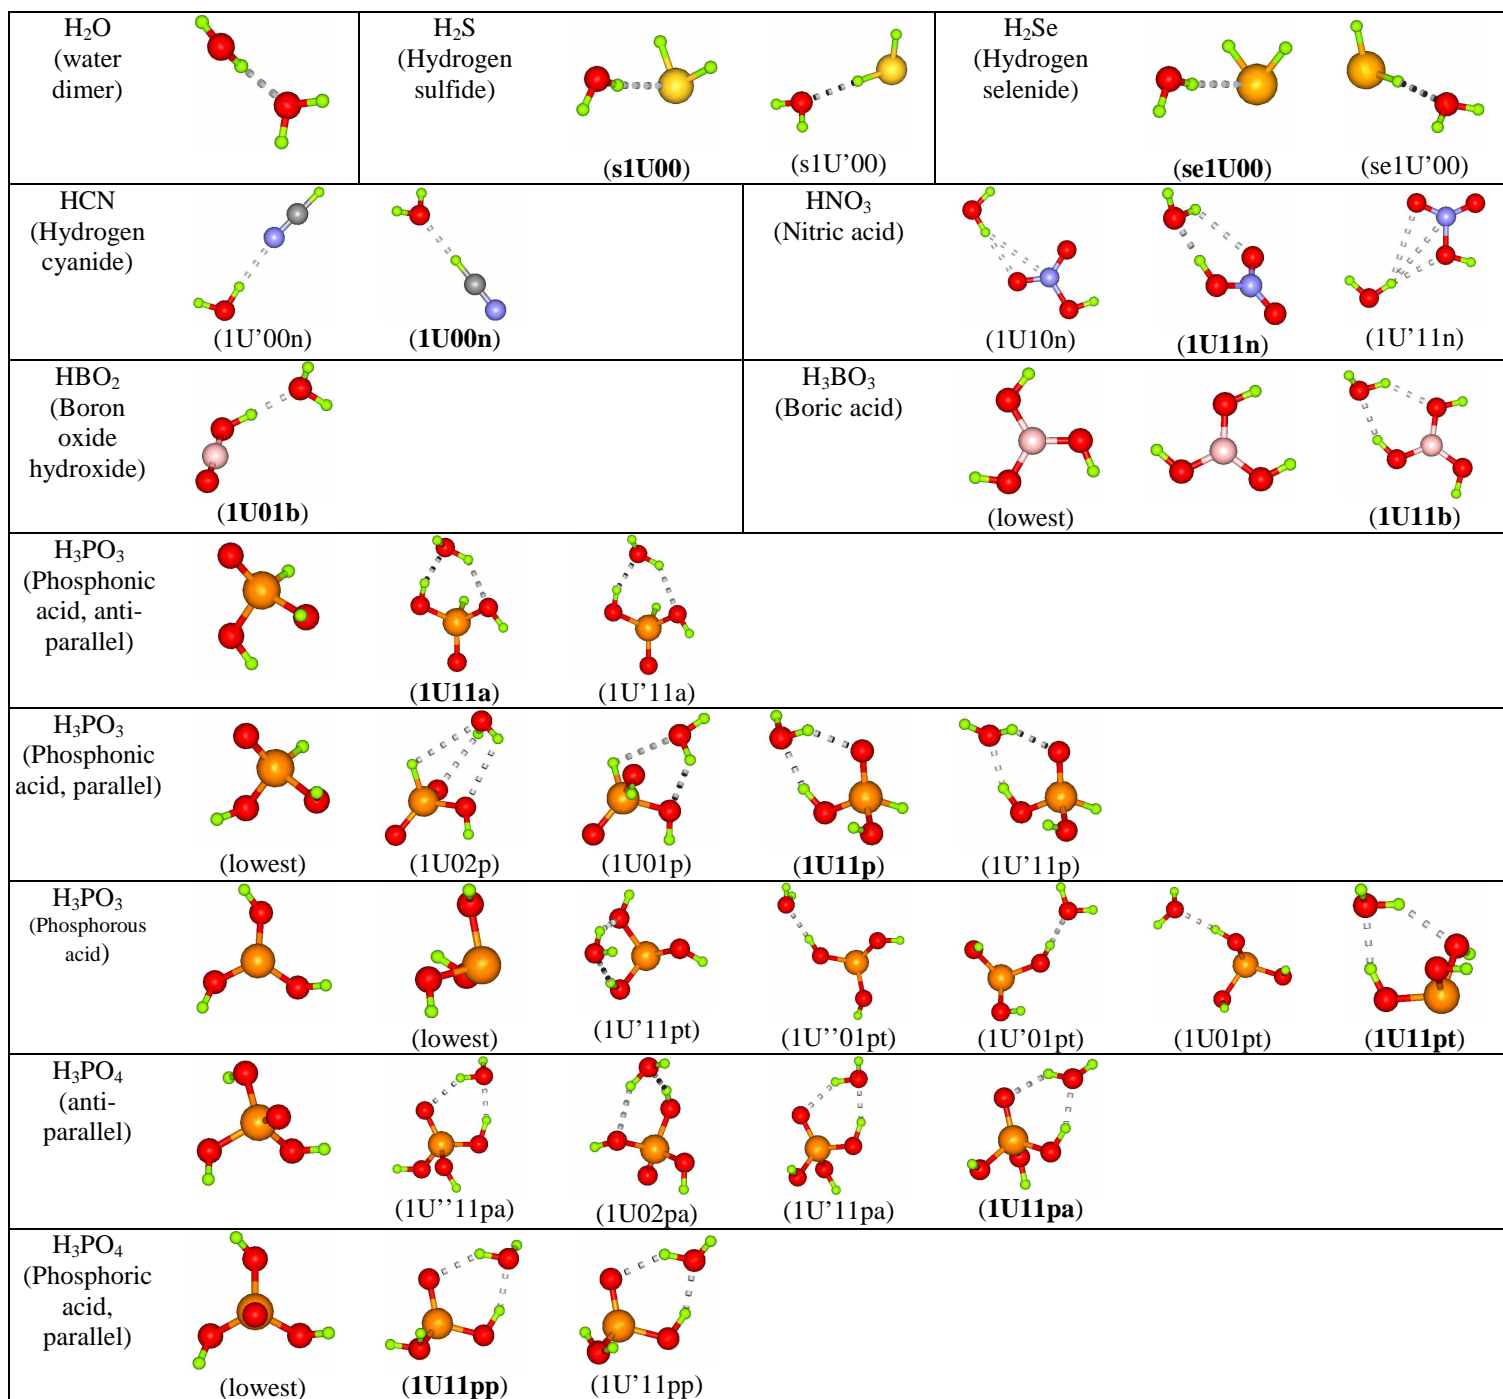 H₂O
(water
dimer)
H₂S
(Hydrogen
sulfide)
(s1U00)
(s1U'00)
H₂Se
(Hydrogen
selenide)
(se1U00)
(se1U'00)
HCN
(Hydrogen
cyanide)
(1U'00n)
(1U00n)
HNO₃
(Nitric acid)
(1U10n)
(1U11n)
(1U'11n)
HBO₂
(Boron
oxide
hydroxide)
(1U01b)
H₃BO₃
(Boric acid)
(lowest)
(1U11b)
H₃PO₃
(Phosphonic
acid, anti-
parallel)
(1U11a)
(1U'11a)
H₃PO₃
(Phosphonic
acid, parallel)
(lowest)
(1U02p)
(1U01p)
(1U11p)
(1U'11p)
H₃PO₃
(Phosphorous
acid)
(lowest)
(1U'11pt)
(1U''01pt)
(1U'01pt)
(1U01pt)
(1U11pt)
H₃PO₄
(anti-
parallel)
(1U''11pa)
(1U02pa)
(1U'11pa)
(1U11pa)
H₃PO₄
(Phosphoric
acid,
parallel)
(lowest)
(1U11pp)
(1U'11pp)